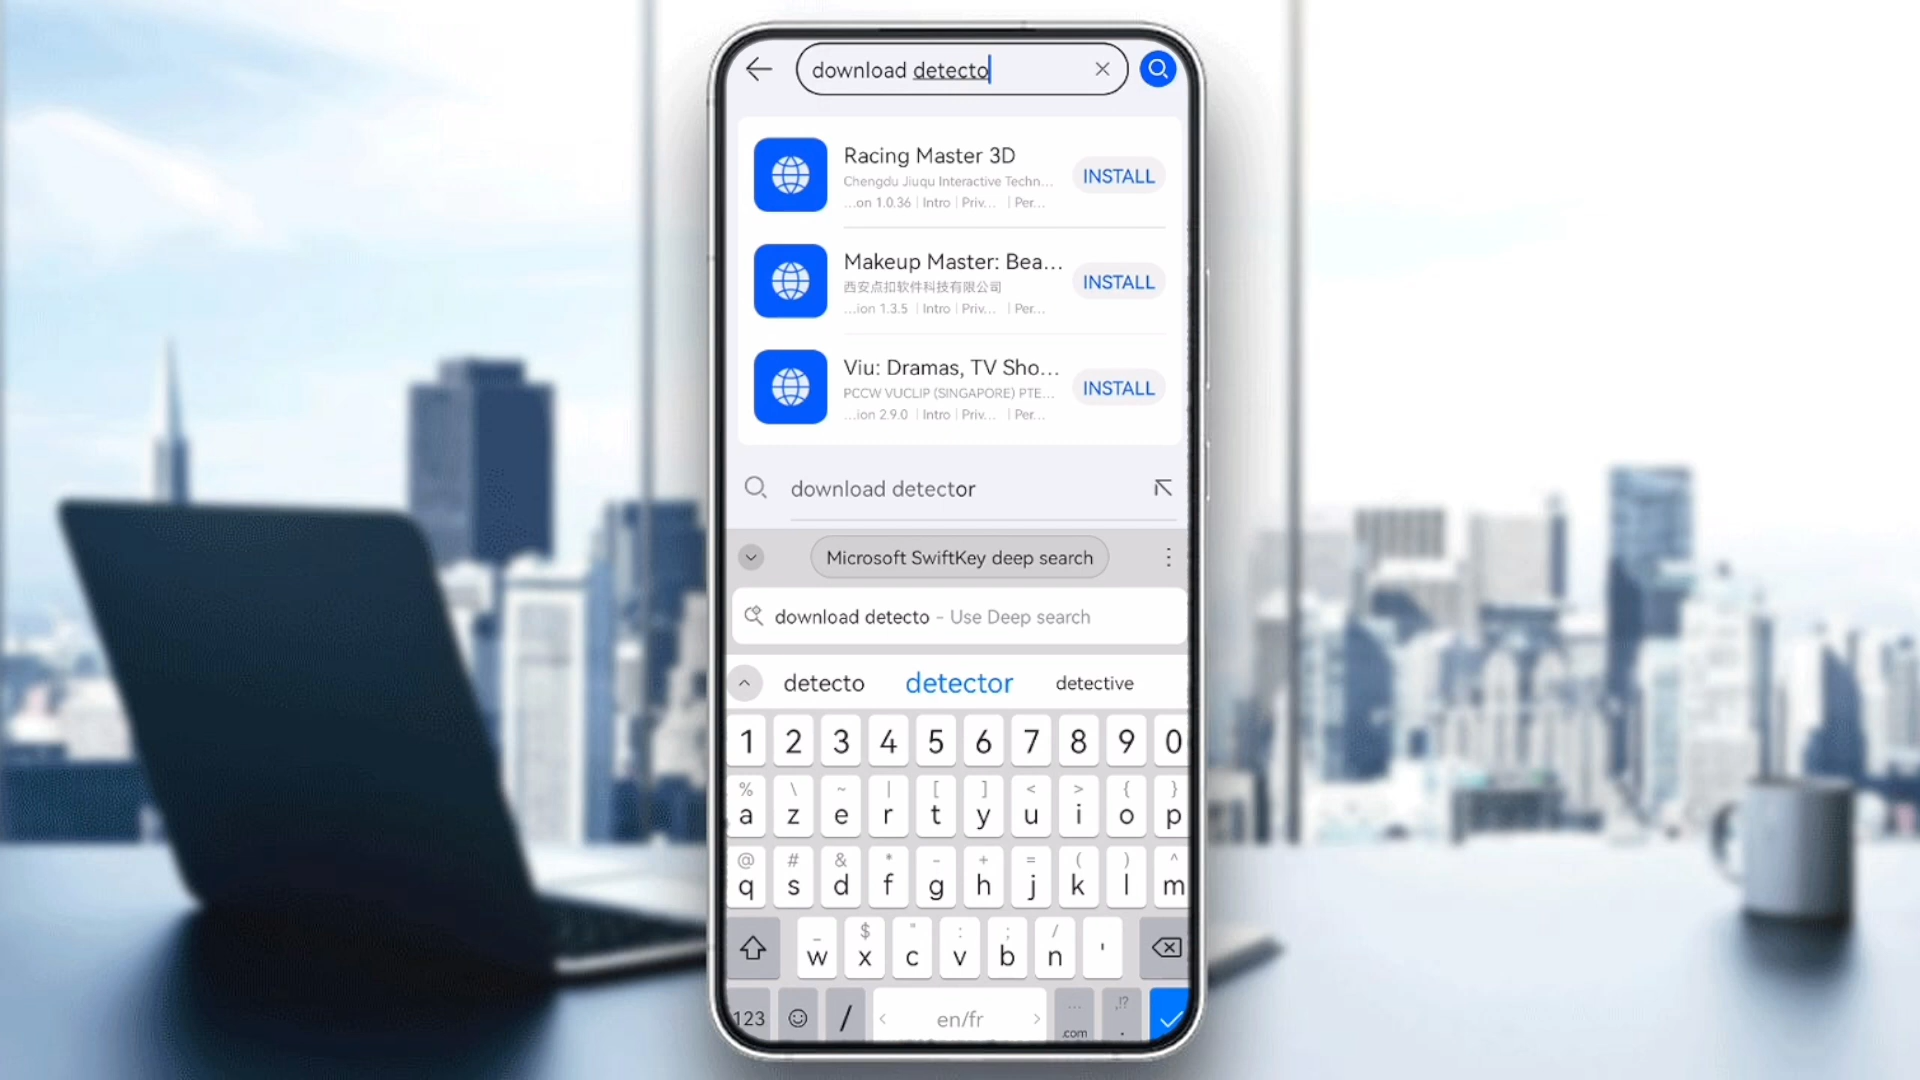 download detecto
Racing Master 3D
Chengdu Jiuqu Interactive Techn...
...on 1.0.36 | Intro | Priv... | Per...
INSTALL
Makeup Master: Bea...
西安点扣软件科技有限公司
...ion 1.3.5 | Intro | Priv... | Per...
INSTALL
Viu: Dramas, TV Sho...
PCCW VUCLIP (SINGAPORE) PTE...
...ion 2.9.0 | Intro | Priv... | Per...
INSTALL
download detector
Microsoft SwiftKey deep search
download detecto - Use Deep search
detecto detector detective
1 2 3 4 5 6 7 8 9 0
% \ ~ | [ ] < > { }
a z e r t y u i o p
@ # & * - + = ( ) ^
q s d f g h j k l m
_ $ " : ; /
w x c v b n '
123 / < en/fr > ... .com ,!? .